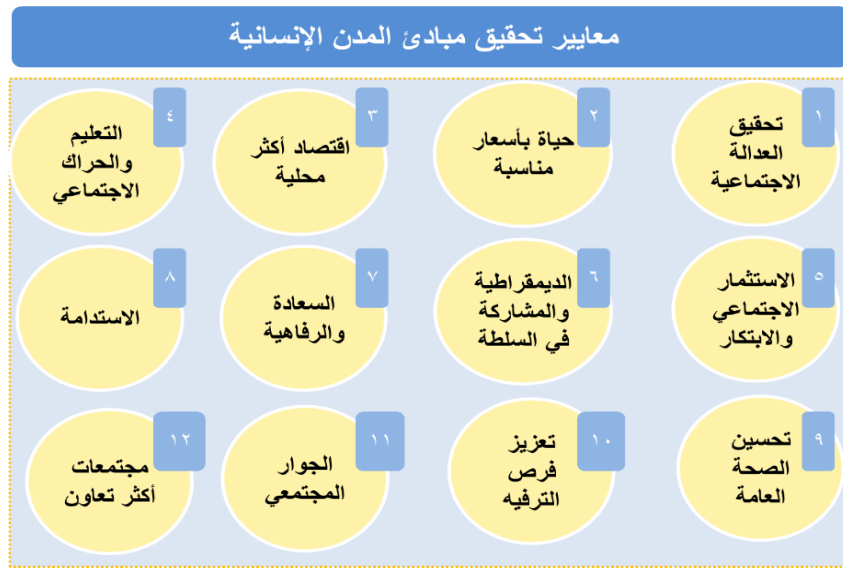 معايير تحقيق مبادئ المدن الإنسانية
١
تحقيق
العدالة
الاجتماعية
٢
حياة بأسعار
مناسبة
٣
اقتصاد أكثر
محلية
٤
التعليم
والحراك
الاجتماعي
٥
الاستثمار
الاجتماعي
والابتكار
٦
الديمقراطية
والمشاركة
في السلطة
٧
السعادة
والرفاهية
٨
الاستدامة
٩
تحسين
الصحة
العامة
١٠
تعزيز
فرص
الترفيه
١١
الجوار
المجتمعي
١٢
مجتمعات
أكثر تعاون